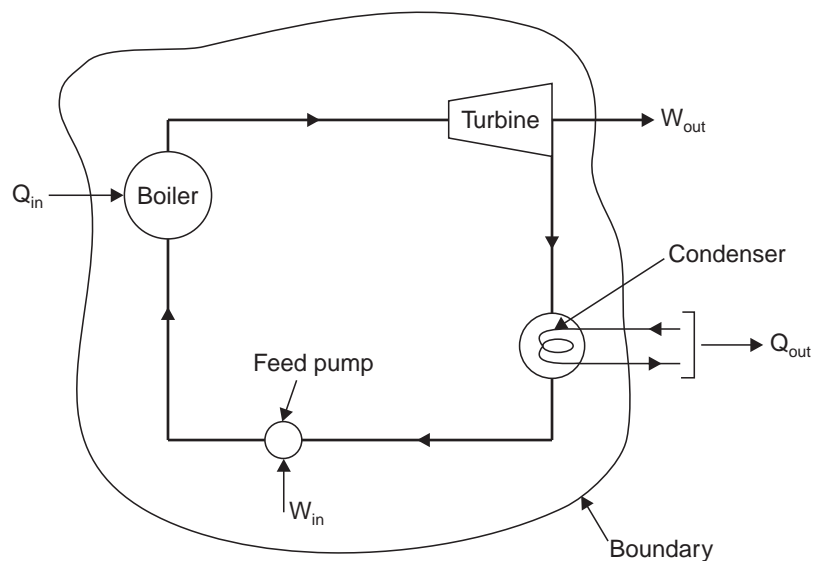 Turbine
W_out
Q_in
Boiler
Condenser
Q_out
Feed pump
W_in
Boundary